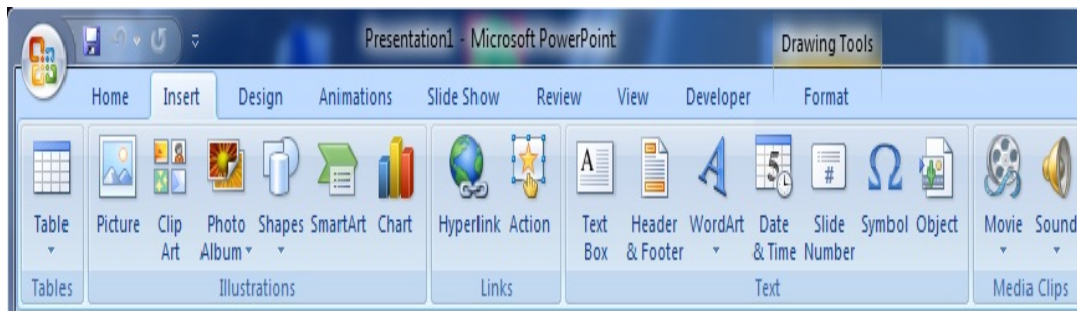 Presentation1 - Microsoft PowerPoint
Drawing Tools
Home Insert Design Animations Slide Show Review View Developer Format
A 5 # Ω
Table Picture Clip Photo Shapes SmartArt Chart Hyperlink Action Text Header WordArt Date Slide Symbol Object Movie Sound
Art Album Box & Footer & Time Number
Tables Illustrations Links Text Media Clips